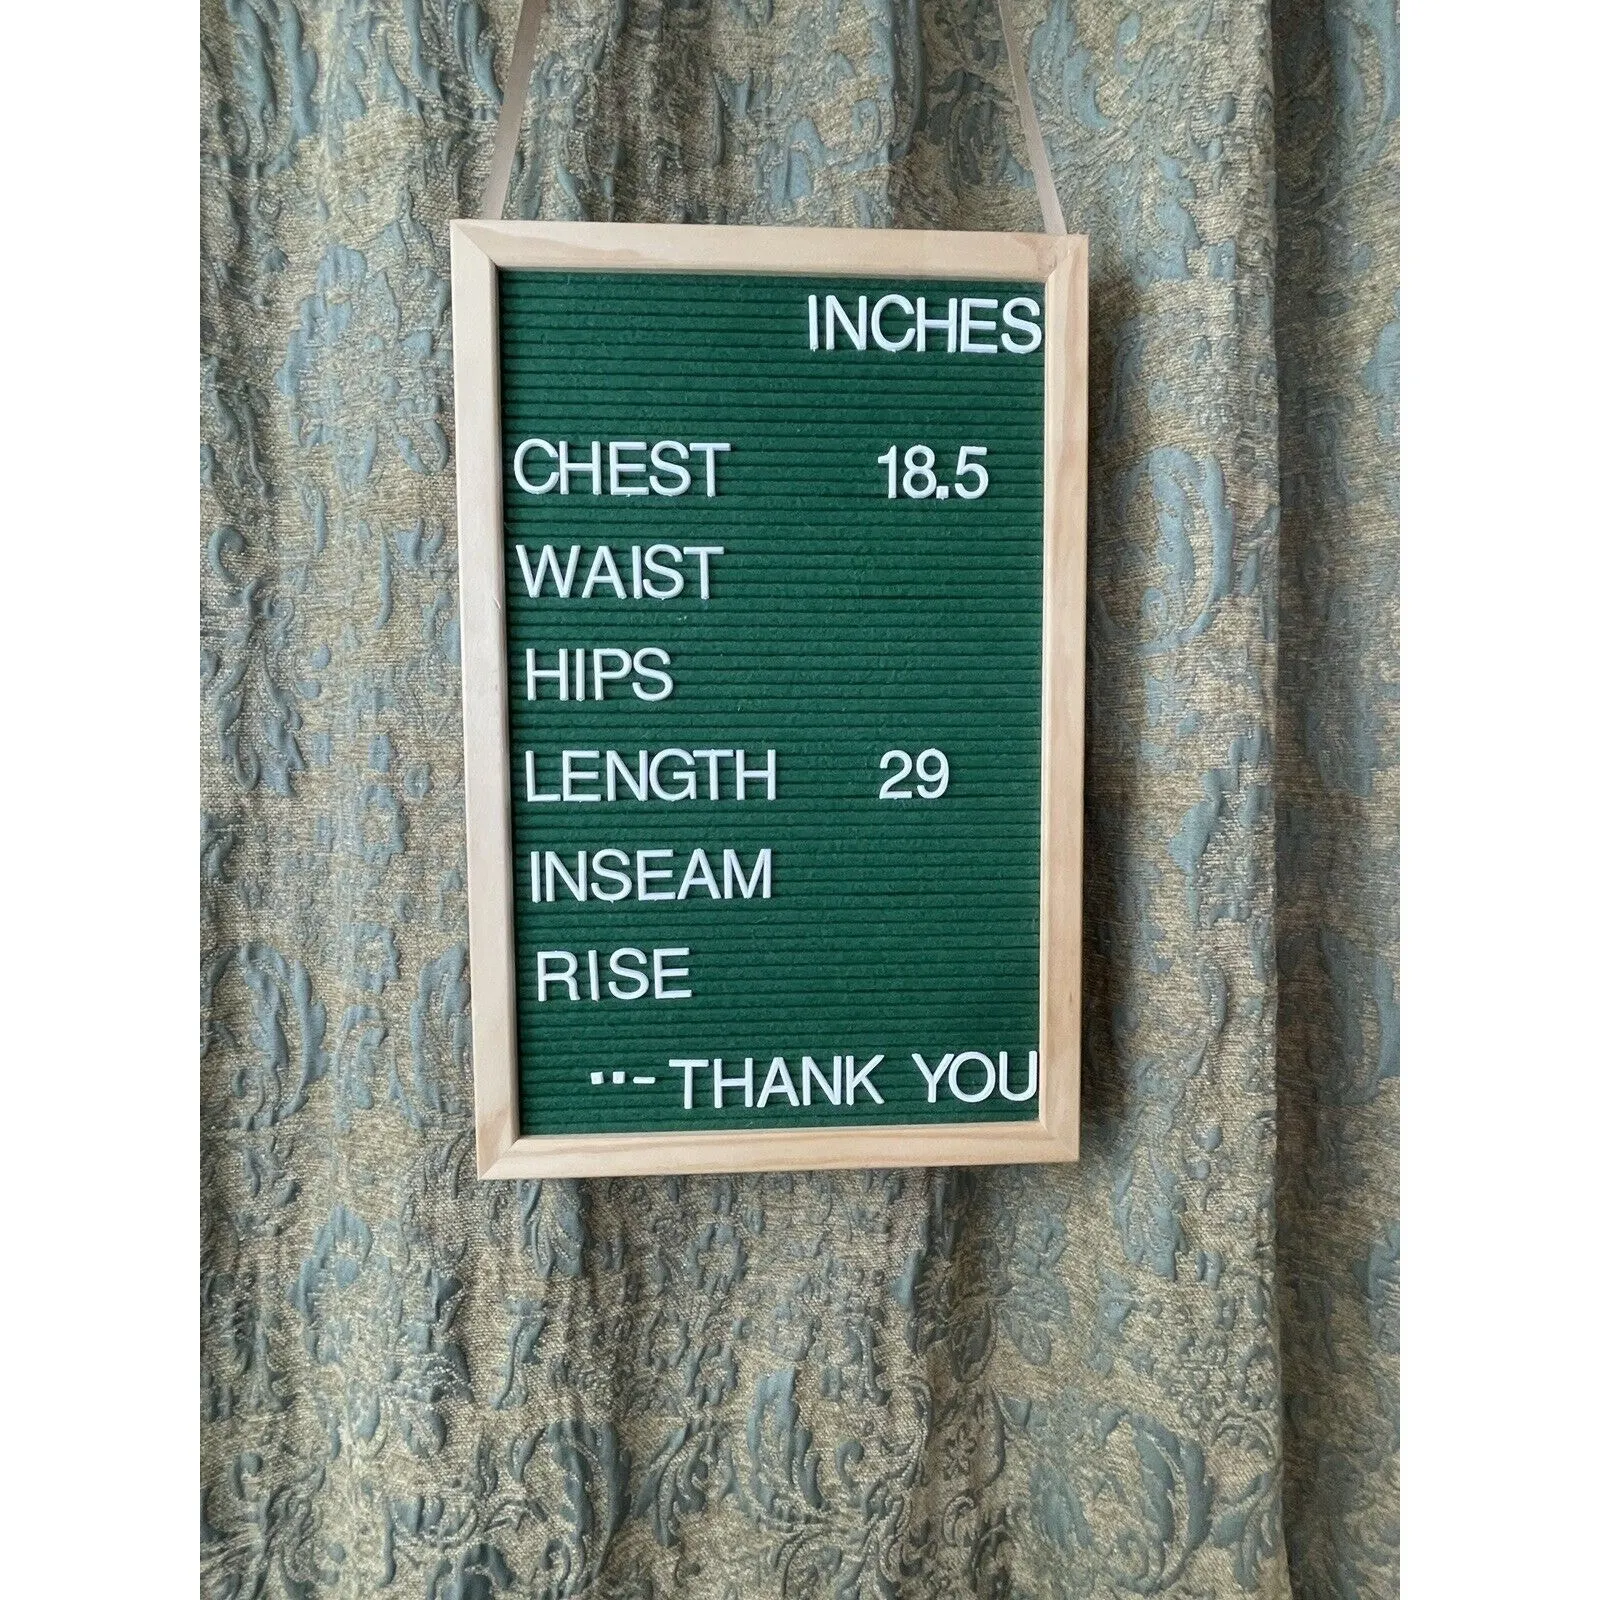 INCHES
CHEST 18.5
WAIST
HIPS
LENGTH 29
INSEAM
RISE
··-THANK YOU